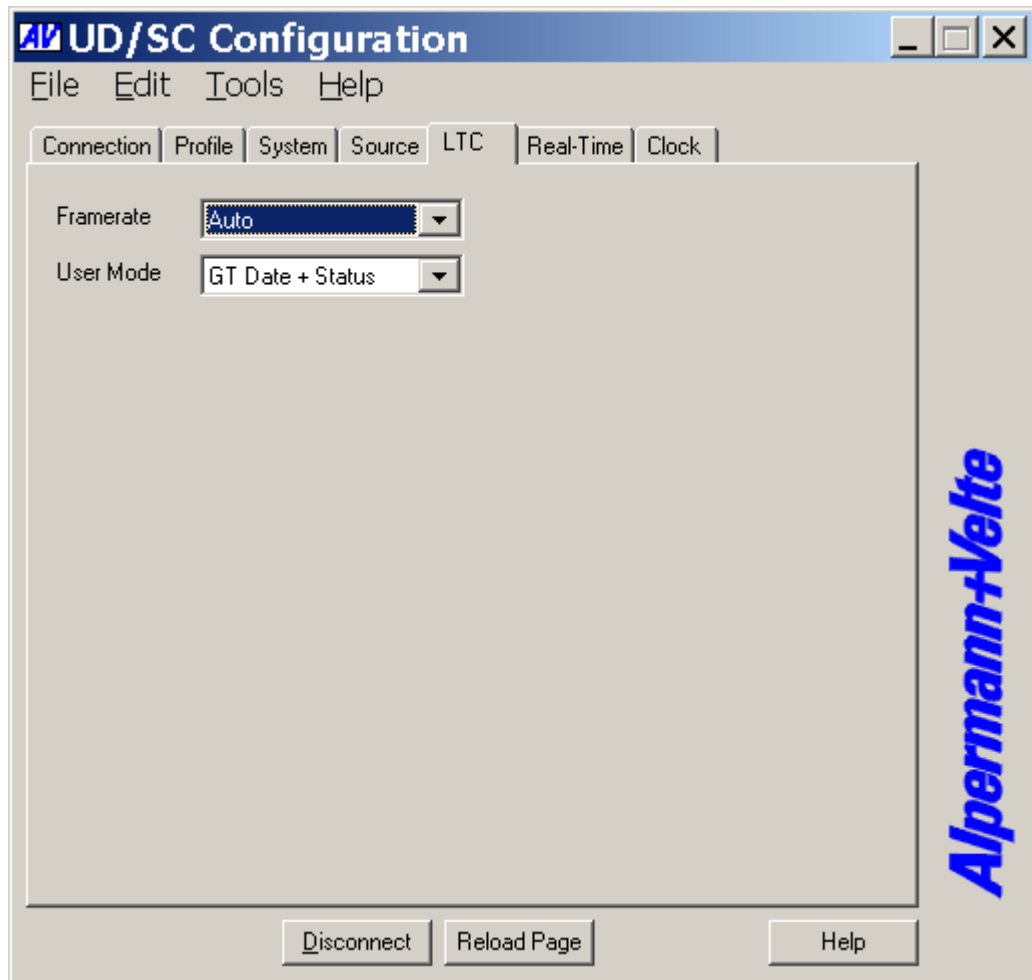 AV UD/SC Configuration
File Edit Tools Help
Connection Profile System Source LTC Real-Time Clock
Framerate Auto
User Mode GT Date + Status
Alpermann+Velte
Disconnect Reload Page Help